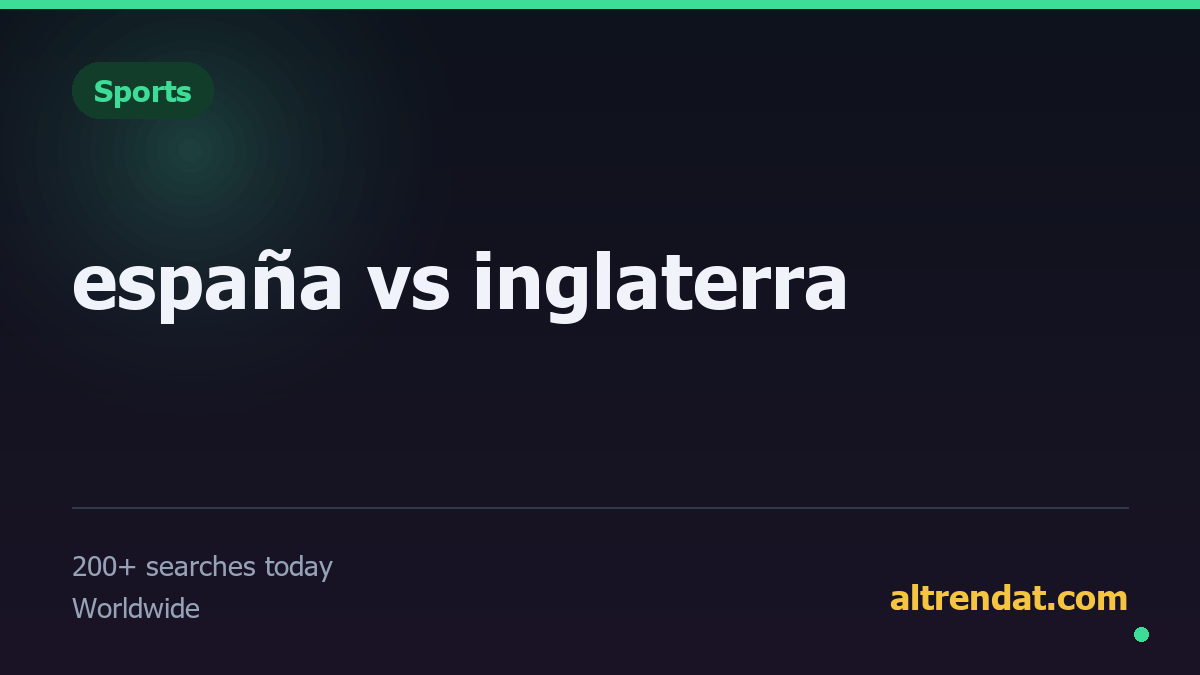 Sports
españa vs inglaterra
200+ searches today
Worldwide
altrendat.com